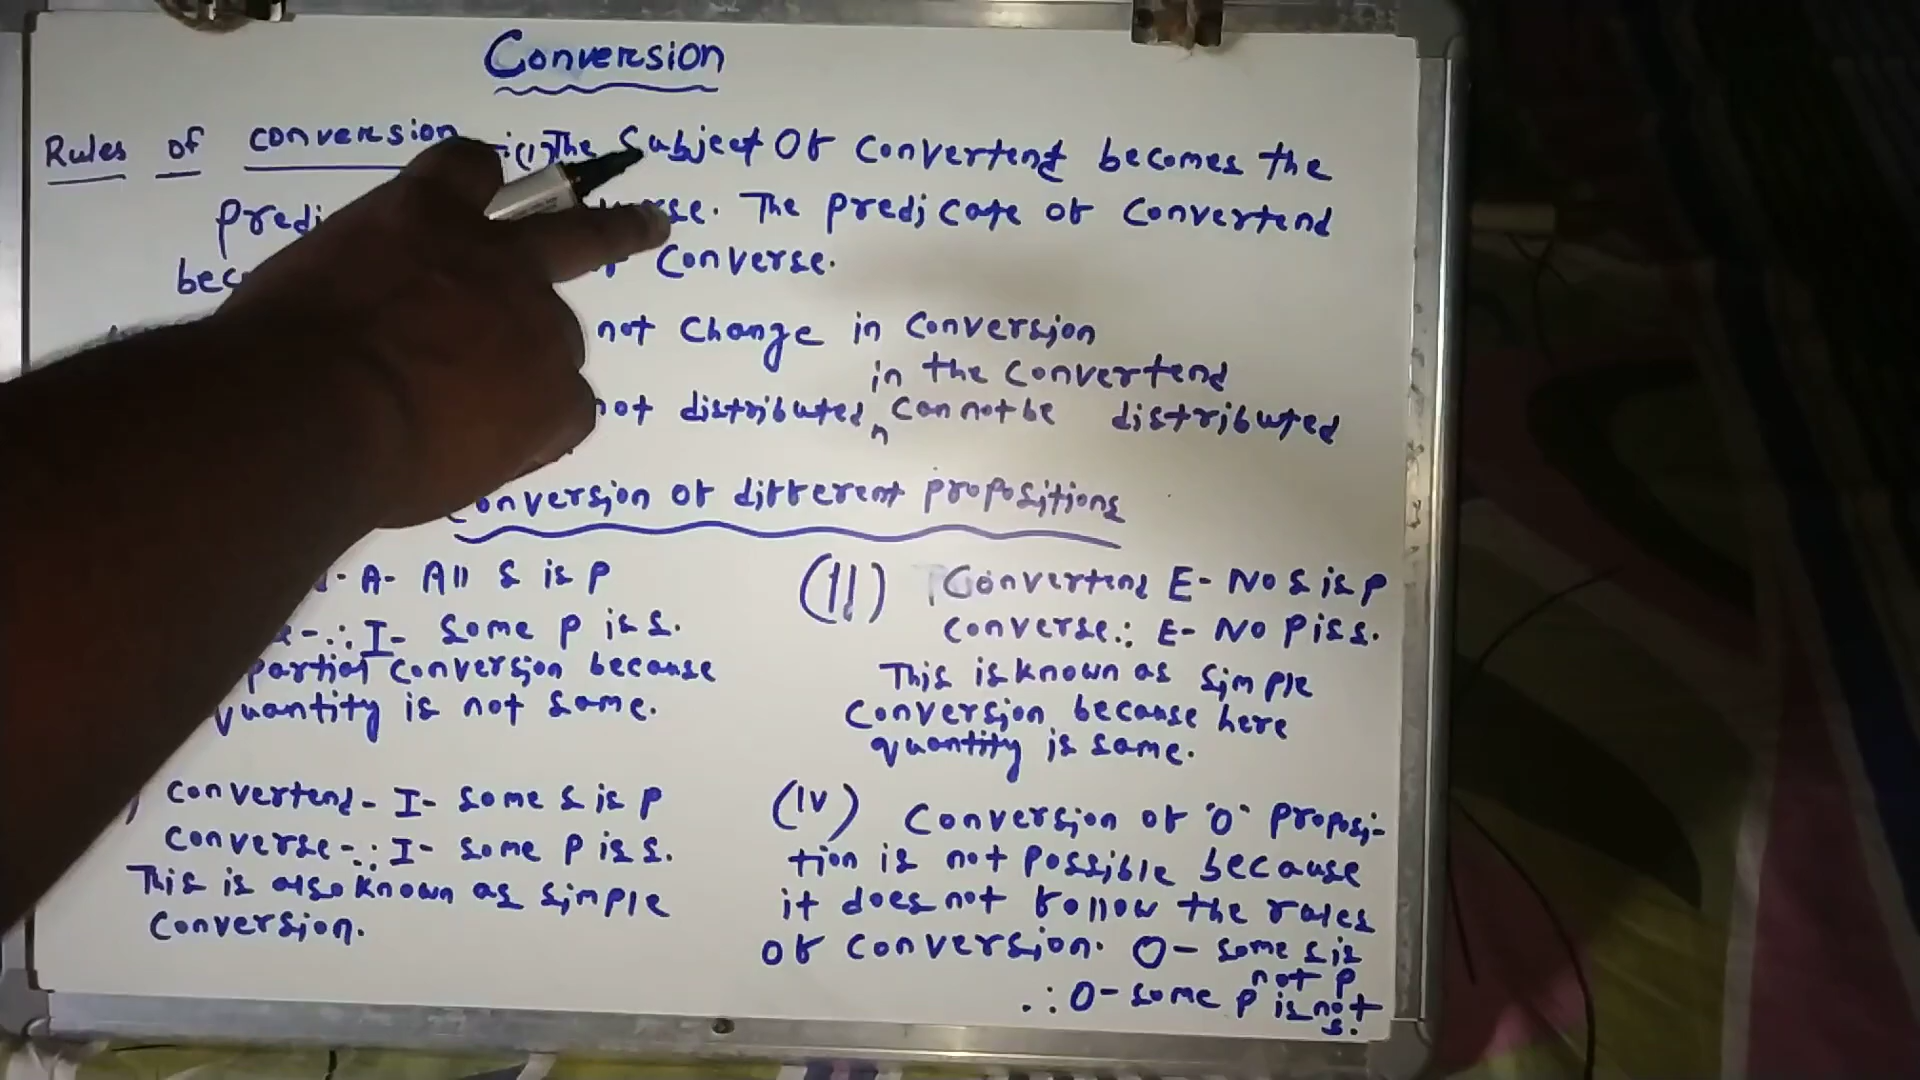 Conversion
Rules of conversion :- (1) The Subject Of Convertend becomes the
The predicate of Convertend
Converse.
not Change in Conversion
in the Convertend
not distributed cannot be distributed
Conversion of different propositions
A- All S is P
∴ I- Some P is S.
partial Conversion because
quantity is not same.
(II) Convertend E- No S is P
Converse ∴ E- No P is S.
This is known as simple
Conversion because here
quantity is same.
Convertend- I- Some S is P
Converse- ∴ I- Some P is S.
This is also known as simple
Conversion.
(IV) Conversion of 'O' proposi-
tion is not possible because
it does not follow the rules
of conversion. O- Some S is
not P
∴ O- Some P is not
S.